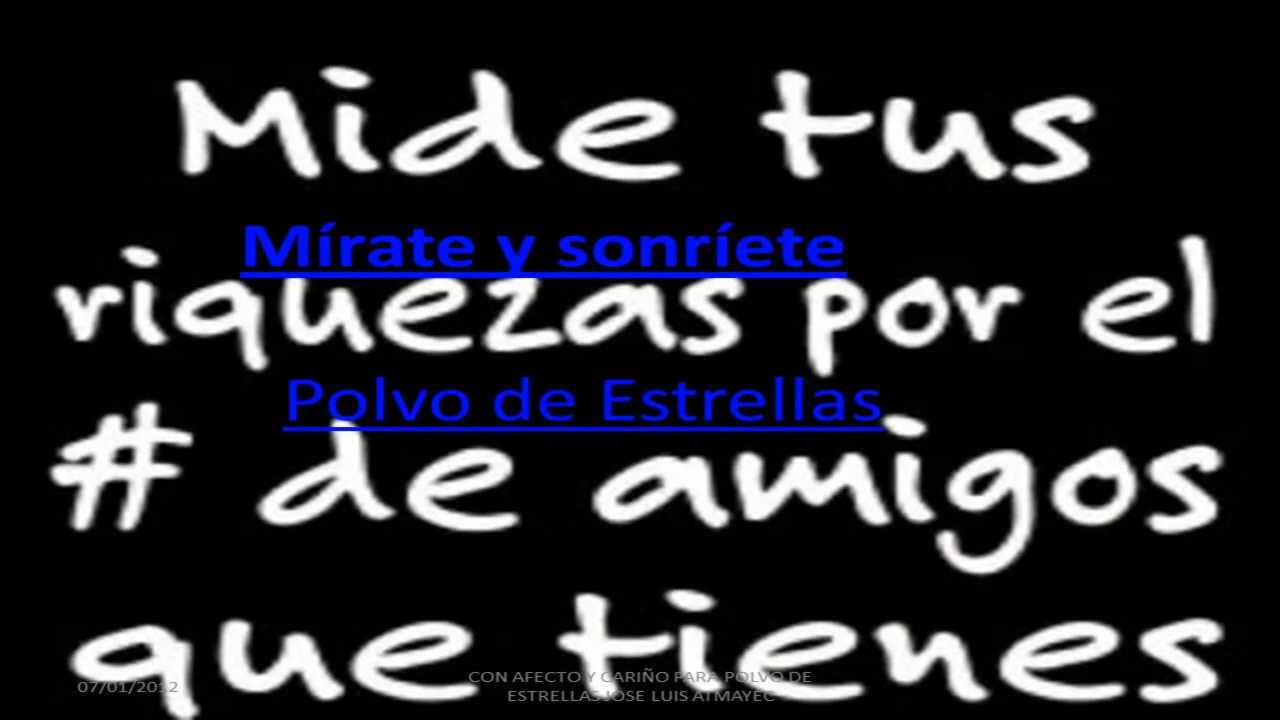 Mide tus
Mírate y sonríete
riquezas por el
Polvo de Estrellas
# de amigos
que tienes
07/01/2012
CON AFECTO Y CARIÑO PARA POLVO DE
ESTRELLAS JOSE LUIS ATMAYEC